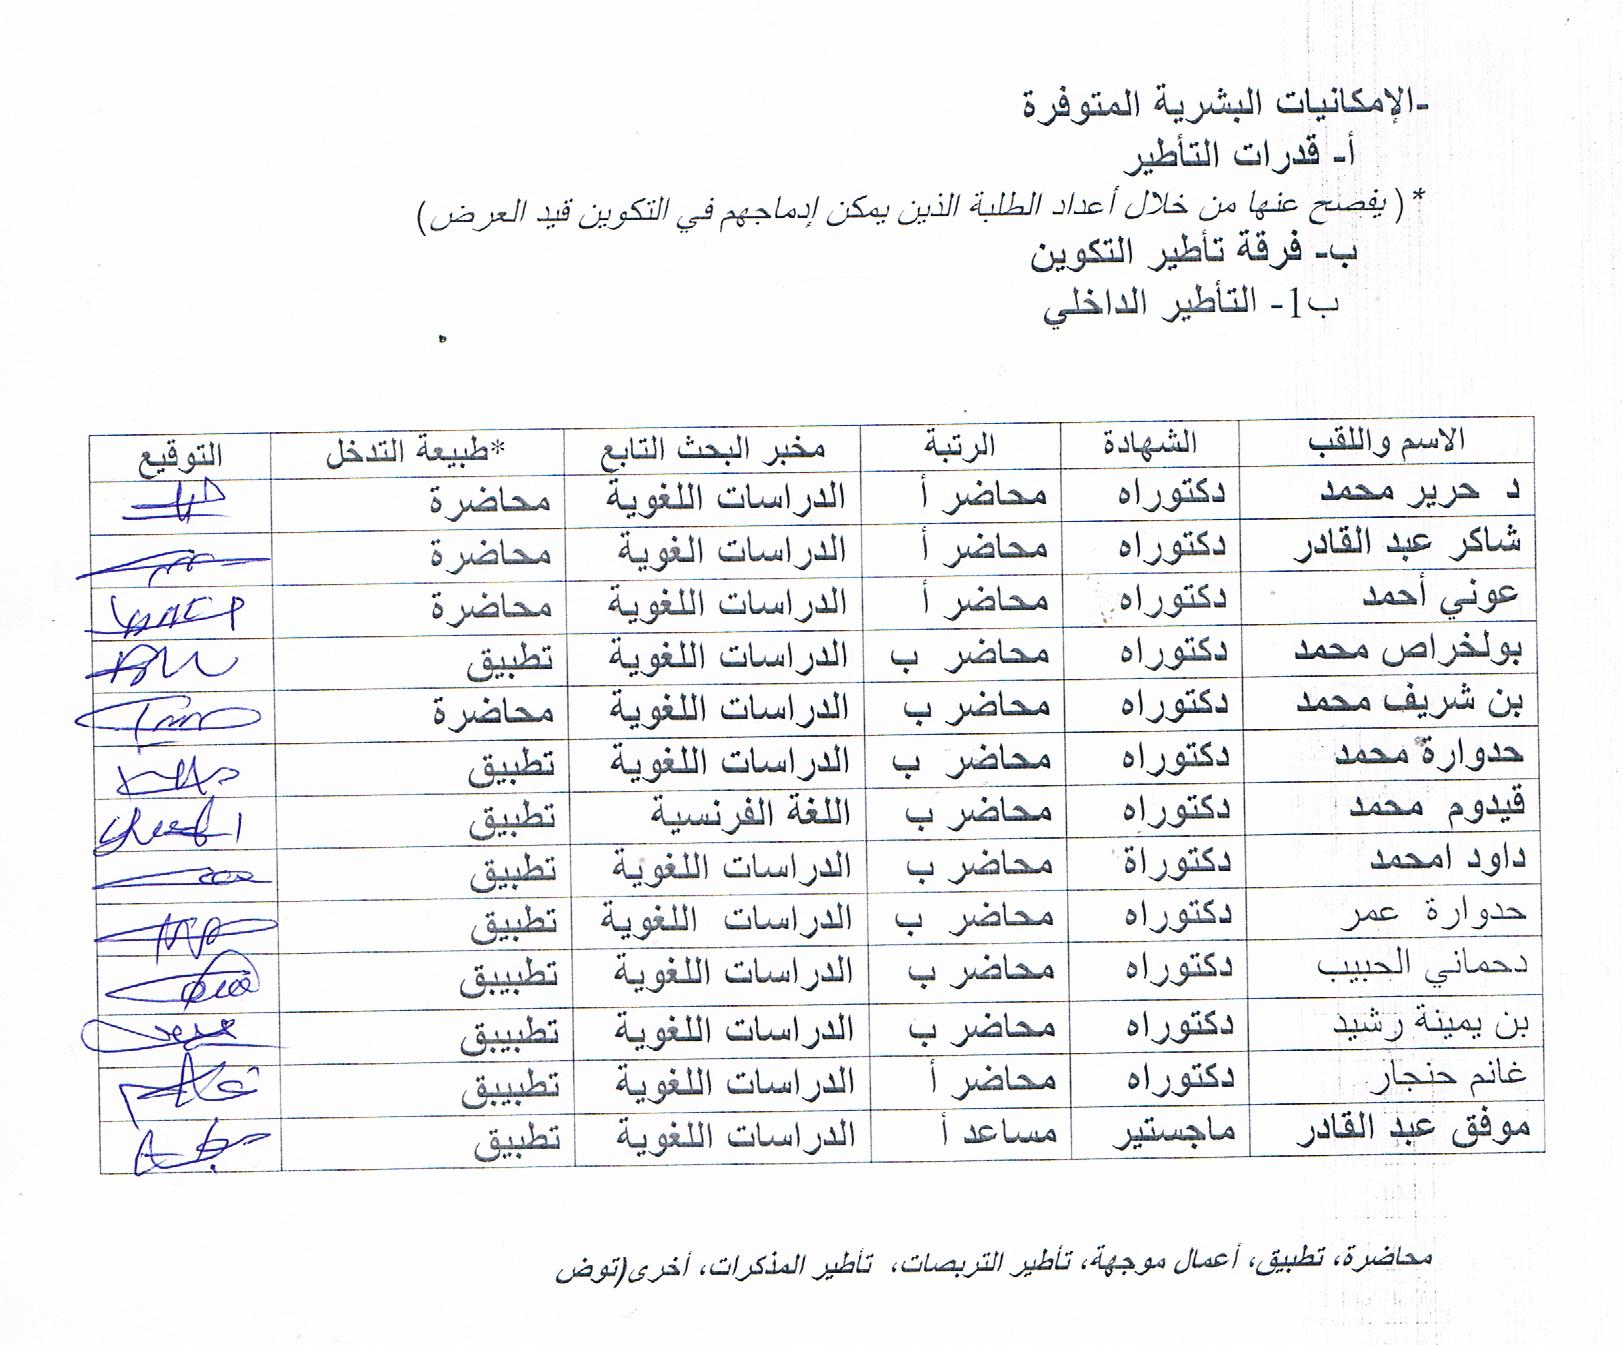 -الإمكانيات البشرية المتوفرة
أ- قدرات التأطير
*( يفصح عنها من خلال أعداد الطلبة الذين يمكن إدماجهم في التكوين قيد العرض)
ب- فرقة تأطير التكوين
ب1- التأطير الداخلي
الاسم واللقب الشهادة الرتبة مخبر البحث التابع *طبيعة التدخل التوقيع
د حرير محمد دكتوراه محاضر أ الدراسات اللغوية محاضرة
شاكر عبد القادر دكتوراه محاضر أ الدراسات الغوية محاضرة
عوني أحمد دكتوراه محاضر أ الدراسات اللغوية محاضرة
بولخراص محمد دكتوراه محاضر ب الدراسات اللغوية تطبيق
بن شريف محمد دكتوراه محاضر ب الدراسات اللغوية محاضرة
حدوارة محمد دكتوراه محاضر ب الدراسات اللغوية تطبيق
قيدوم محمد دكتوراه محاضر ب اللغة الفرنسية تطبيق
داود امحمد دكتوراة محاضر ب الدراسات اللغوية تطبيق
حدوارة عمر دكتوراه محاضر ب الدراسات اللغوية تطبيق
دحماني الحبيب دكتوراه محاضر ب الدراسات اللغوية تطبيبق
بن يمينة رشيد دكتوراه محاضر ب الدراسات اللغوية تطبيبق
غانم حنجار دكتوراه محاضر أ الدراسات اللغوية تطبيبق
موفق عبد القادر ماجستير مساعد أ الدراسات اللغوية تطبيق
محاضرة، تطبيق، أعمال موجهة، تأطير التربصات، تأطير المذكرات، أخرى(توض